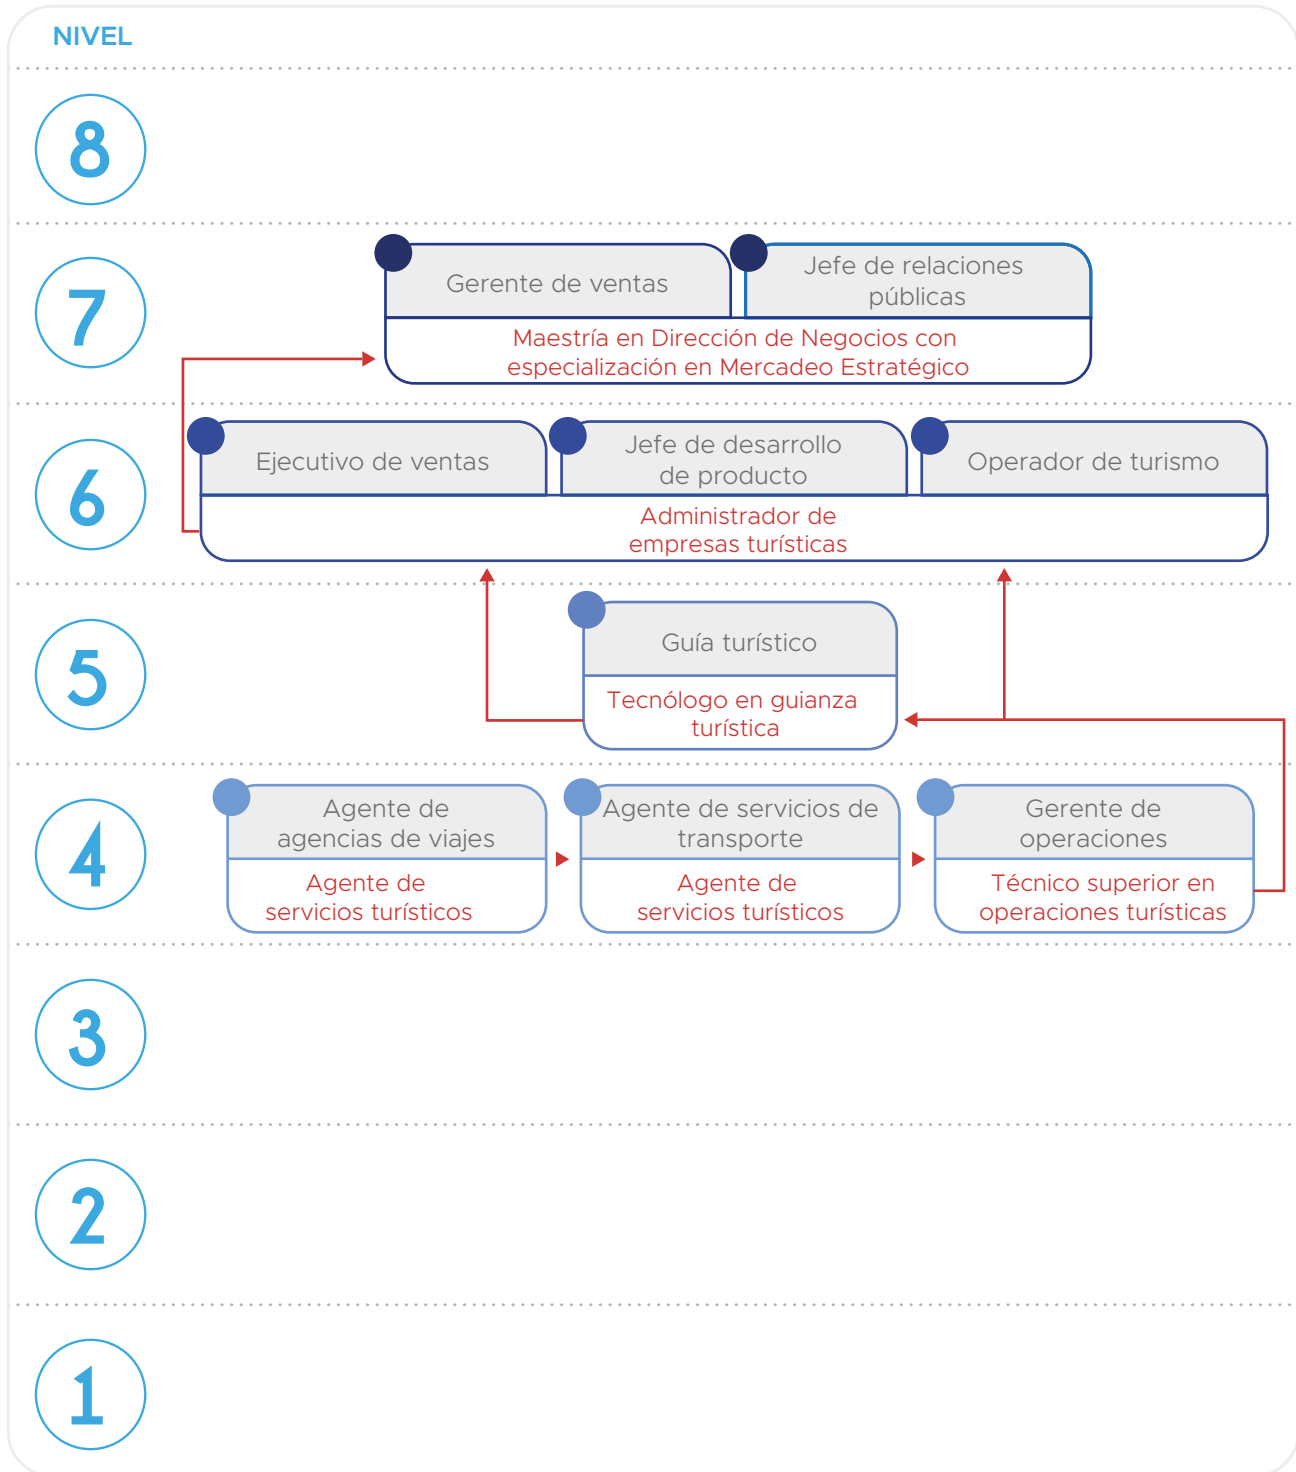 NIVEL
8
7
Gerente de ventas
Jefe de relaciones
públicas
Maestría en Dirección de Negocios con
especialización en Mercadeo Estratégico
6
Ejecutivo de ventas
Jefe de desarrollo
de producto
Operador de turismo
Administrador de
empresas turísticas
5
Guía turístico
Tecnólogo en guianza
turística
4
Agente de
agencias de viajes
Agente de
servicios turísticos
Agente de servicios de
transporte
Agente de
servicios turísticos
Gerente de
operaciones
Técnico superior en
operaciones turísticas
3
2
1